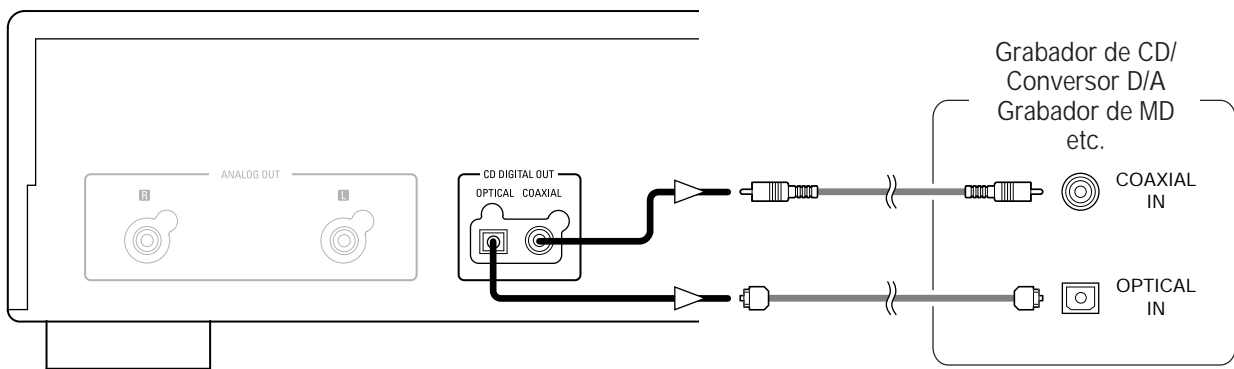 Grabador de CD/
Conversor D/A
Grabador de MD
etc.
ANALOG OUT
R
L
CD DIGITAL OUT
OPTICAL COAXIAL
COAXIAL
IN
OPTICAL
IN